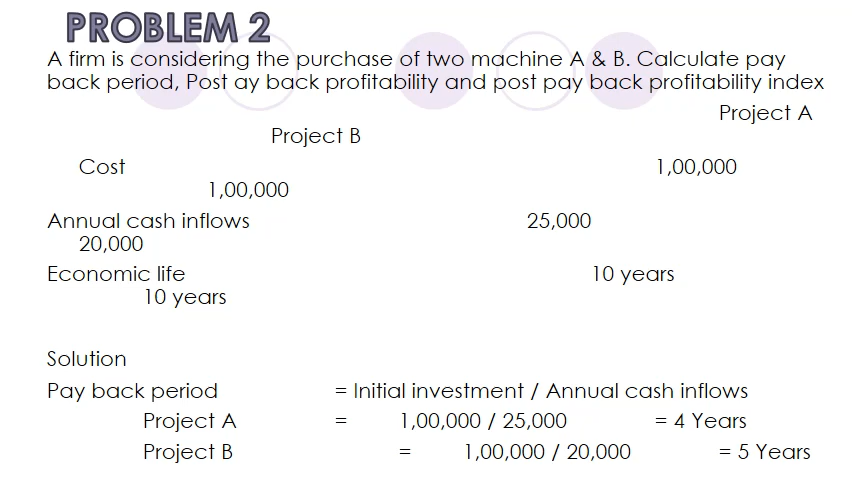 PROBLEM 2
A firm is considering the purchase of two machine A & B. Calculate pay
back period, Post ay back profitability and post pay back profitability index
Project A
Project B
Cost 1,00,000
1,00,000
Annual cash inflows 25,000
20,000
Economic life 10 years
10 years
Solution
Pay back period = Initial investment / Annual cash inflows
Project A = 1,00,000 / 25,000 = 4 Years
Project B = 1,00,000 / 20,000 = 5 Years